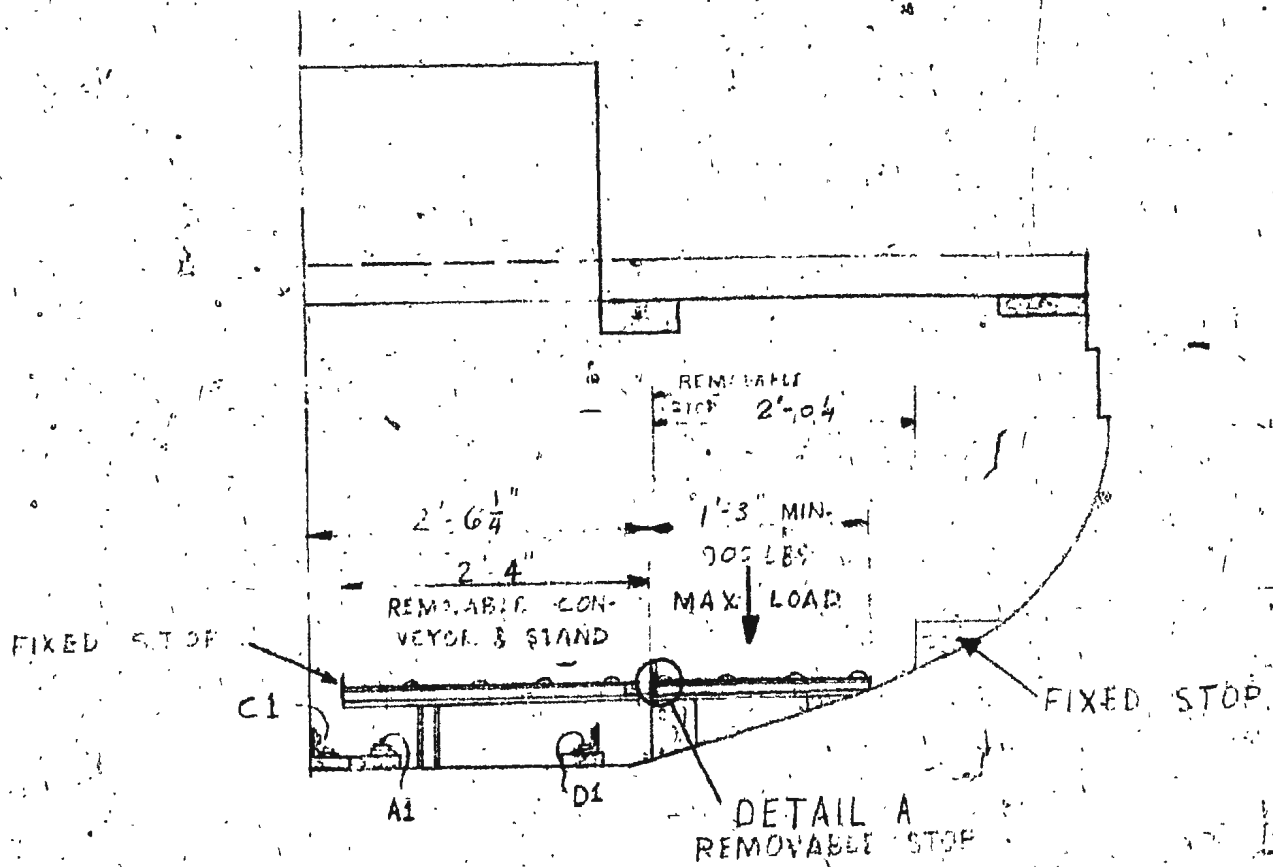 REMOVABLE
STOP 2'-0¼
2'-6¼"
1'-3" MIN.
LBS
2'-4"
MAX LOAD
REMOVABLE CON-
VEYOR & STAND
FIXED STOP
C1
FIXED STOP
A1
D1
DETAIL A
REMOVABLE STOP